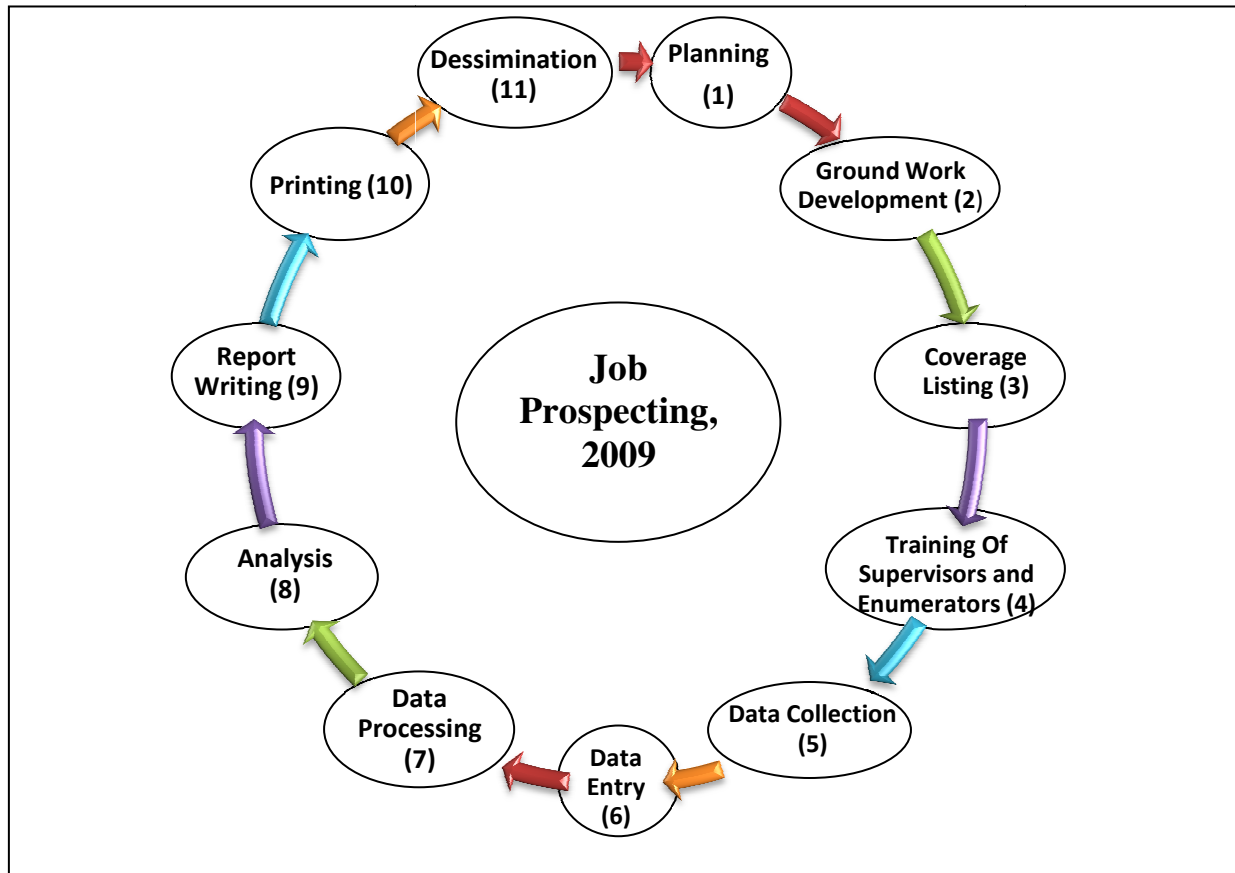 Planning
(1)
Ground Work
Development (2)
Coverage
Listing (3)
Training Of
Supervisors and
Enumerators (4)
Data Collection
(5)
Data
Entry
(6)
Data
Processing
(7)
Analysis
(8)
Report
Writing (9)
Printing (10)
Dessimination
(11)
Job
Prospecting,
2009